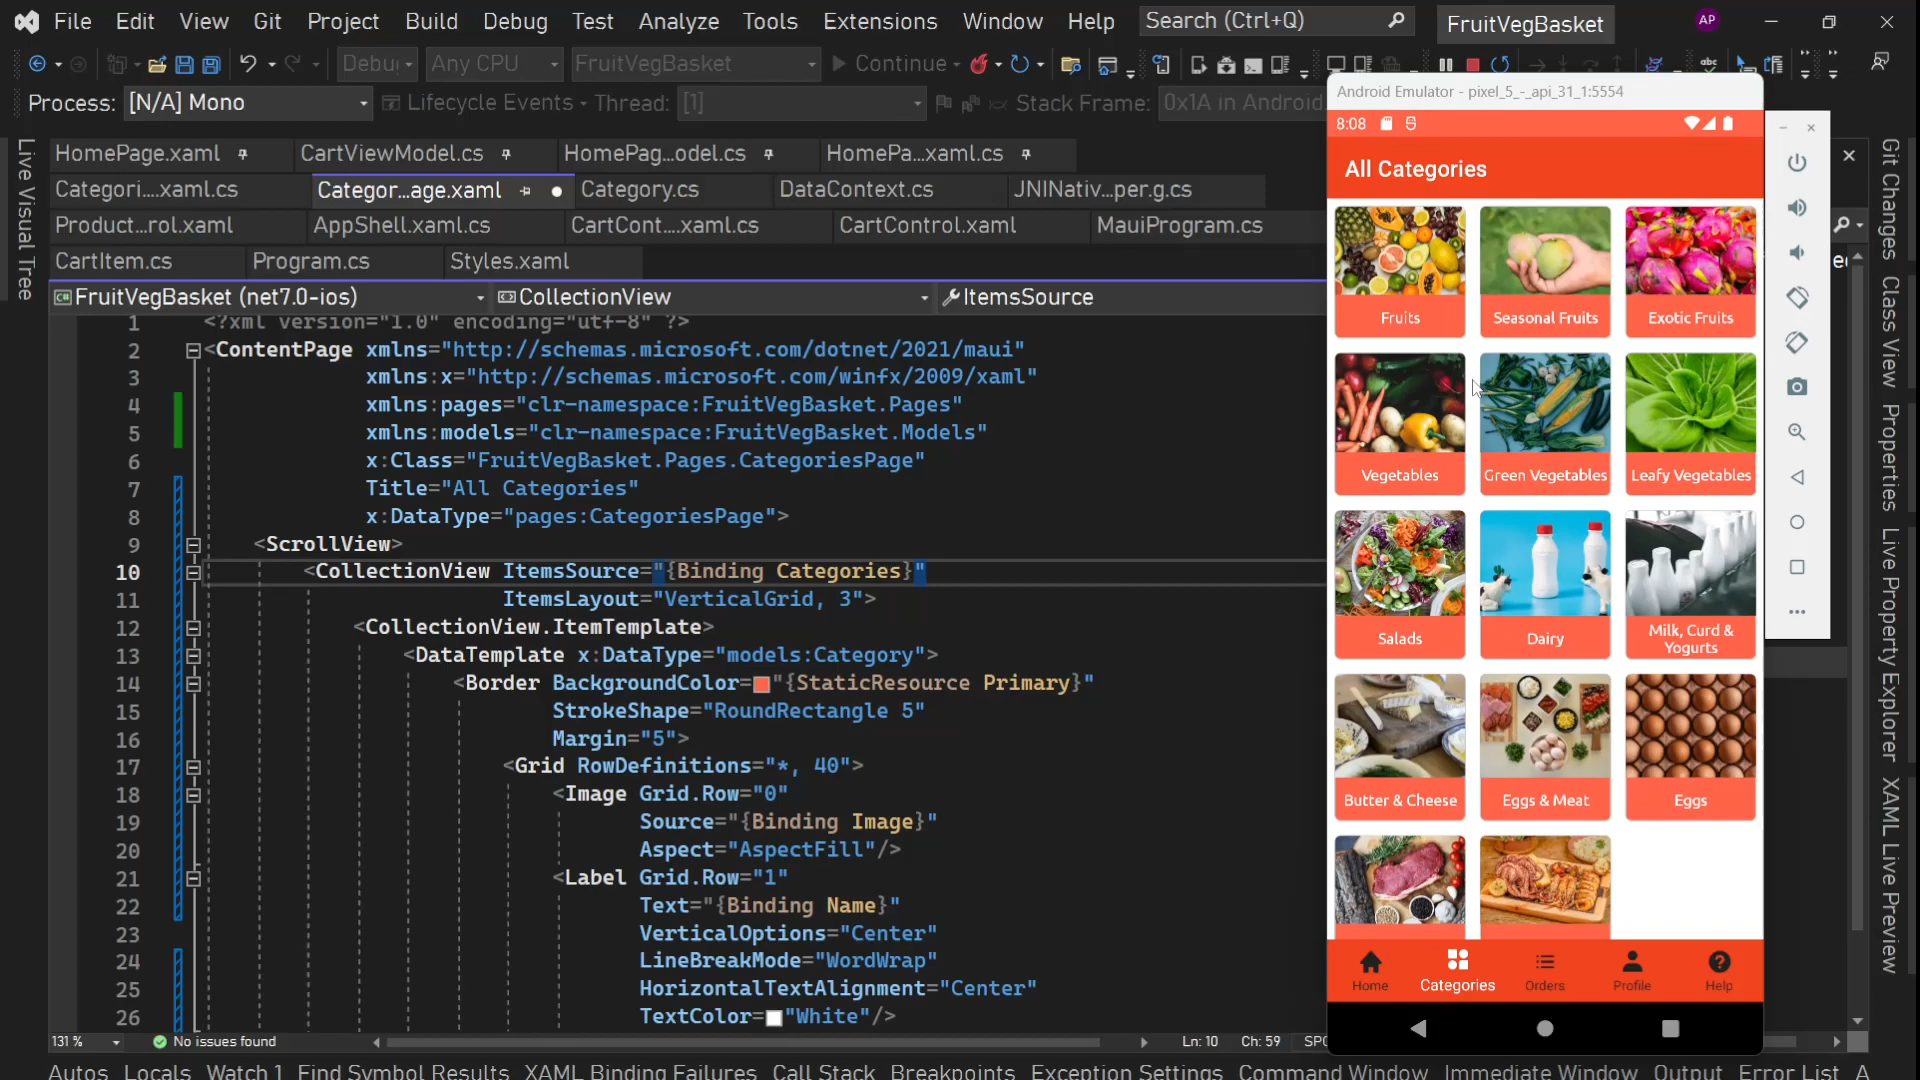 File Edit View Git Project Build Debug Test Analyze Tools Extensions Window Help Search (Ctrl+Q) FruitVegBasket AP
Debug Any CPU FruitVegBasket Continue
Process: [N/A] Mono Lifecycle Events Thread: [1] Stack Frame: 0x1A in Android
HomePage.xaml CartViewModel.cs HomePag...odel.cs HomePa...xaml.cs
Categori....xaml.cs Categor...age.xaml Category.cs DataContext.cs JNINativ...per.g.cs
Product...rol.xaml AppShell.xaml.cs CartCont....xaml.cs CartControl.xaml MauiProgram.cs
CartItem.cs Program.cs Styles.xaml
FruitVegBasket (net7.0-ios) CollectionView ItemsSource
Live Visual Tree
1 <?xml version="1.0" encoding="utf-8" ?>
2 <ContentPage xmlns="http://schemas.microsoft.com/dotnet/2021/maui"
3 xmlns:x="http://schemas.microsoft.com/winfx/2009/xaml"
4 xmlns:pages="clr-namespace:FruitVegBasket.Pages"
5 xmlns:models="clr-namespace:FruitVegBasket.Models"
6 x:Class="FruitVegBasket.Pages.CategoriesPage"
7 Title="All Categories"
8 x:DataType="pages:CategoriesPage">
9 <ScrollView>
10 <CollectionView ItemsSource="{Binding Categories}"
11 ItemsLayout="VerticalGrid, 3">
12 <CollectionView.ItemTemplate>
13 <DataTemplate x:DataType="models:Category">
14 <Border BackgroundColor="{StaticResource Primary}"
15 StrokeShape="RoundRectangle 5"
16 Margin="5">
17 <Grid RowDefinitions="*, 40">
18 <Image Grid.Row="0"
19 Source="{Binding Image}"
20 Aspect="AspectFill"/>
21 <Label Grid.Row="1"
22 Text="{Binding Name}"
23 VerticalOptions="Center"
24 LineBreakMode="WordWrap"
25 HorizontalTextAlignment="Center"
26 TextColor="White"/>
131 % No issues found Ln: 10 Ch: 59 SPC
Autos Locals Watch 1 Find Symbol Results XAML Binding Failures Call Stack Breakpoints Exception Settings Command Window Immediate Window Output Error List
Android Emulator - pixel_5_-_api_31_1:5554
8:08
All Categories
Fruits Seasonal Fruits Exotic Fruits
Vegetables Green Vegetables Leafy Vegetables
Salads Dairy Milk, Curd &
Yogurts
Butter & Cheese Eggs & Meat Eggs
Home Categories Orders Profile Help
Git Changes
Class View
Properties
Live Property Explorer
XAML Live Preview